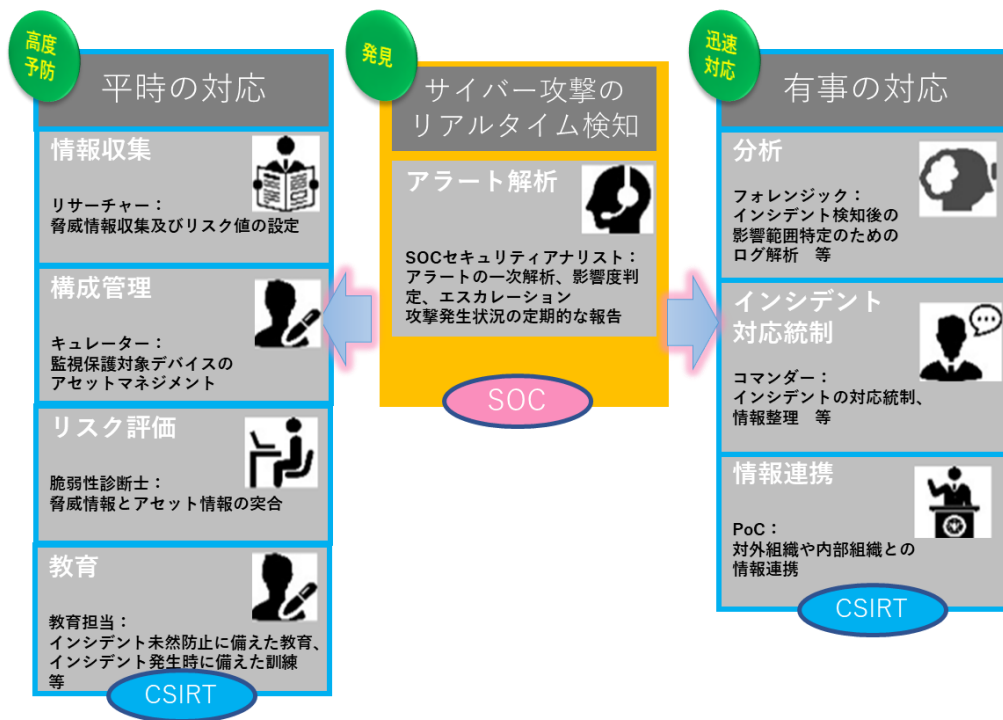 高度
予防
平時の対応
情報収集
リサーチャー：
脅威情報収集及びリスク値の設定
構成管理
キュレーター：
監視保護対象デバイスの
アセットマネジメント
リスク評価
脆弱性診断士：
脅威情報とアセット情報の突合
教育
教育担当：
インシデント未然防止に備えた教育、
インシデント発生時に備えた訓練
等
CSIRT
発見
サイバー攻撃の
リアルタイム検知
アラート解析
SOCセキュリティアナリスト：
アラートの一次解析、影響度判
定、エスカレーション
攻撃発生状況の定期的な報告
SOC
迅速
対応
有事の対応
分析
フォレンジック：
インシデント検知後の
影響範囲特定のための
ログ解析　等
インシデント
対応統制
コマンダー：
インシデントの対応統制、
情報整理　等
情報連携
PoC：
対外組織や内部組織との
情報連携
CSIRT